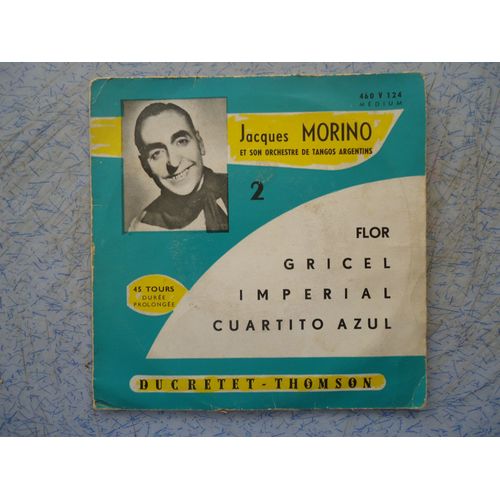 460 V 124
MÉDIUM
Jacques MORINO
ET SON ORCHESTRE DE TANGOS ARGENTINS
2
FLOR
GRICEL
IMPERIAL
CUARTITO AZUL
45 TOURS
DURÉE
PROLONGÉE
DUCRETET-THOMSON